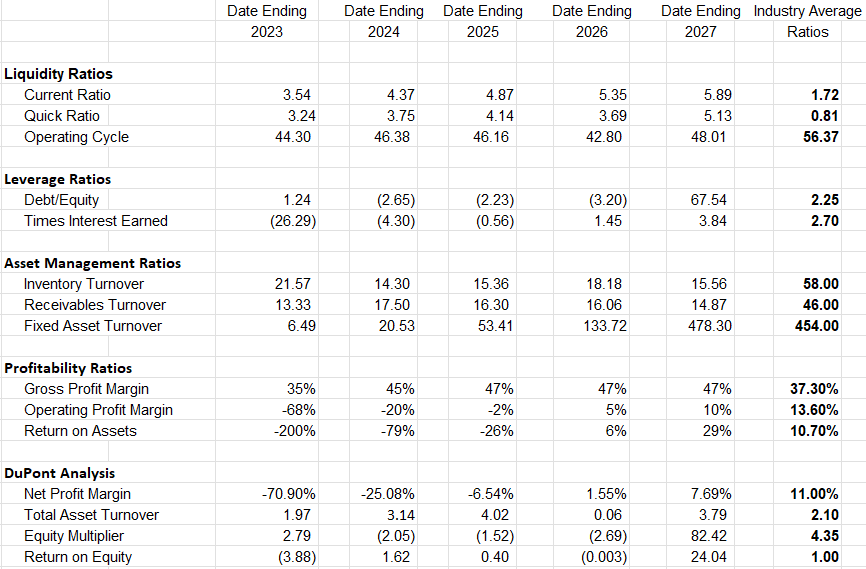 Date Ending Date Ending Date Ending Date Ending Date Ending Industry Average
2023 2024 2025 2026 2027 Ratios
Liquidity Ratios
Current Ratio 3.54 4.37 4.87 5.35 5.89 1.72
Quick Ratio 3.24 3.75 4.14 3.69 5.13 0.81
Operating Cycle 44.30 46.38 46.16 42.80 48.01 56.37
Leverage Ratios
Debt/Equity 1.24 (2.65) (2.23) (3.20) 67.54 2.25
Times Interest Earned (26.29) (4.30) (0.56) 1.45 3.84 2.70
Asset Management Ratios
Inventory Turnover 21.57 14.30 15.36 18.18 15.56 58.00
Receivables Turnover 13.33 17.50 16.30 16.06 14.87 46.00
Fixed Asset Turnover 6.49 20.53 53.41 133.72 478.30 454.00
Profitability Ratios
Gross Profit Margin 35% 45% 47% 47% 47% 37.30%
Operating Profit Margin -68% -20% -2% 5% 10% 13.60%
Return on Assets -200% -79% -26% 6% 29% 10.70%
DuPont Analysis
Net Profit Margin -70.90% -25.08% -6.54% 1.55% 7.69% 11.00%
Total Asset Turnover 1.97 3.14 4.02 0.06 3.79 2.10
Equity Multiplier 2.79 (2.05) (1.52) (2.69) 82.42 4.35
Return on Equity (3.88) 1.62 0.40 (0.003) 24.04 1.00